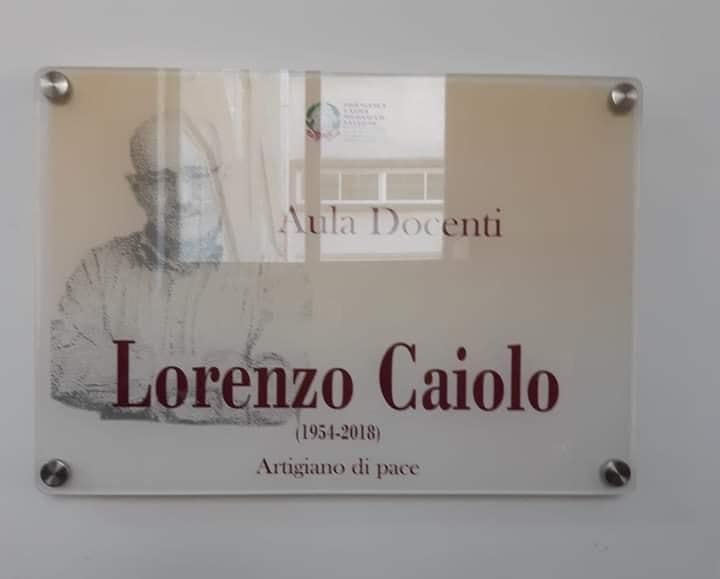 Aula Docenti
Lorenzo Caiolo
(1954-2018)
Artigiano di pace